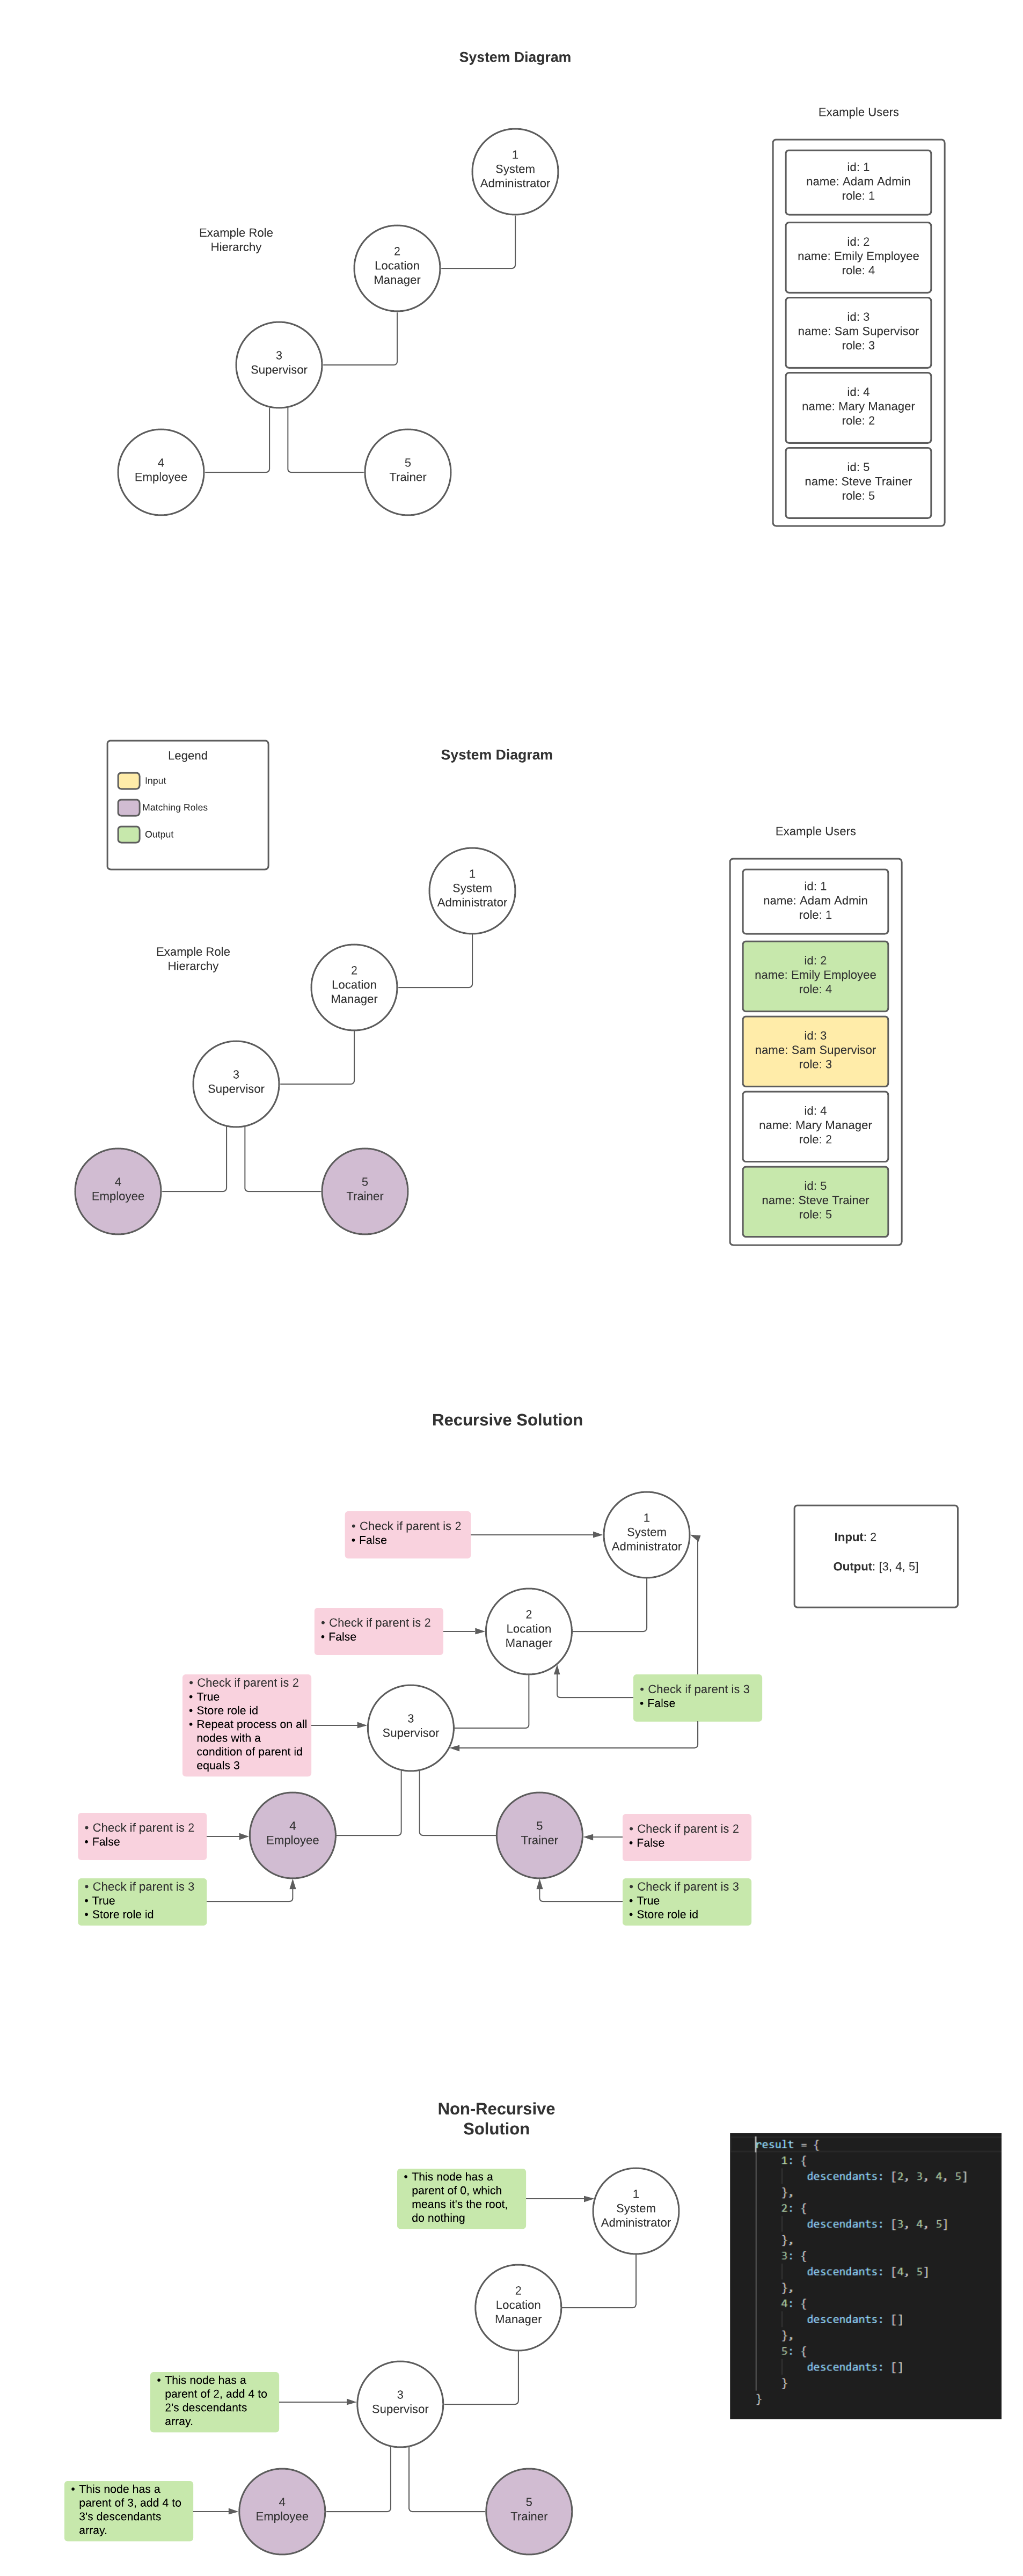 System Diagram
Example Users
1
System
Administrator
Example Role
Hierarchy
2
Location
Manager
3
Supervisor
4
Employee
5
Trainer
id: 1
name: Adam Admin
role: 1
id: 2
name: Emily Employee
role: 4
id: 3
name: Sam Supervisor
role: 3
id: 4
name: Mary Manager
role: 2
id: 5
name: Steve Trainer
role: 5
Legend
Input
Matching Roles
Output
System Diagram
Example Users
1
System
Administrator
Example Role
Hierarchy
2
Location
Manager
3
Supervisor
4
Employee
5
Trainer
id: 1
name: Adam Admin
role: 1
id: 2
name: Emily Employee
role: 4
id: 3
name: Sam Supervisor
role: 3
id: 4
name: Mary Manager
role: 2
id: 5
name: Steve Trainer
role: 5
Recursive Solution
• Check if parent is 2
• False
1
System
Administrator
Input: 2
Output: [3, 4, 5]
• Check if parent is 2
• False
2
Location
Manager
• Check if parent is 2
• True
• Store role id
• Repeat process on all
nodes with a
condition of parent id
equals 3
3
Supervisor
• Check if parent is 3
• False
• Check if parent is 2
• False
4
Employee
5
Trainer
• Check if parent is 2
• False
• Check if parent is 3
• True
• Store role id
• Check if parent is 3
• True
• Store role id
Non-Recursive
Solution
• This node has a
parent of 0, which
means it's the root,
do nothing
1
System
Administrator
2
Location
Manager
• This node has a
parent of 2, add 4 to
2's descendants
array.
3
Supervisor
• This node has a
parent of 3, add 4 to
3's descendants
array.
4
Employee
5
Trainer
result = {
1: {
descendants: [2, 3, 4, 5]
},
2: {
descendants: [3, 4, 5]
},
3: {
descendants: [4, 5]
},
4: {
descendants: []
},
5: {
descendants: []
}
}